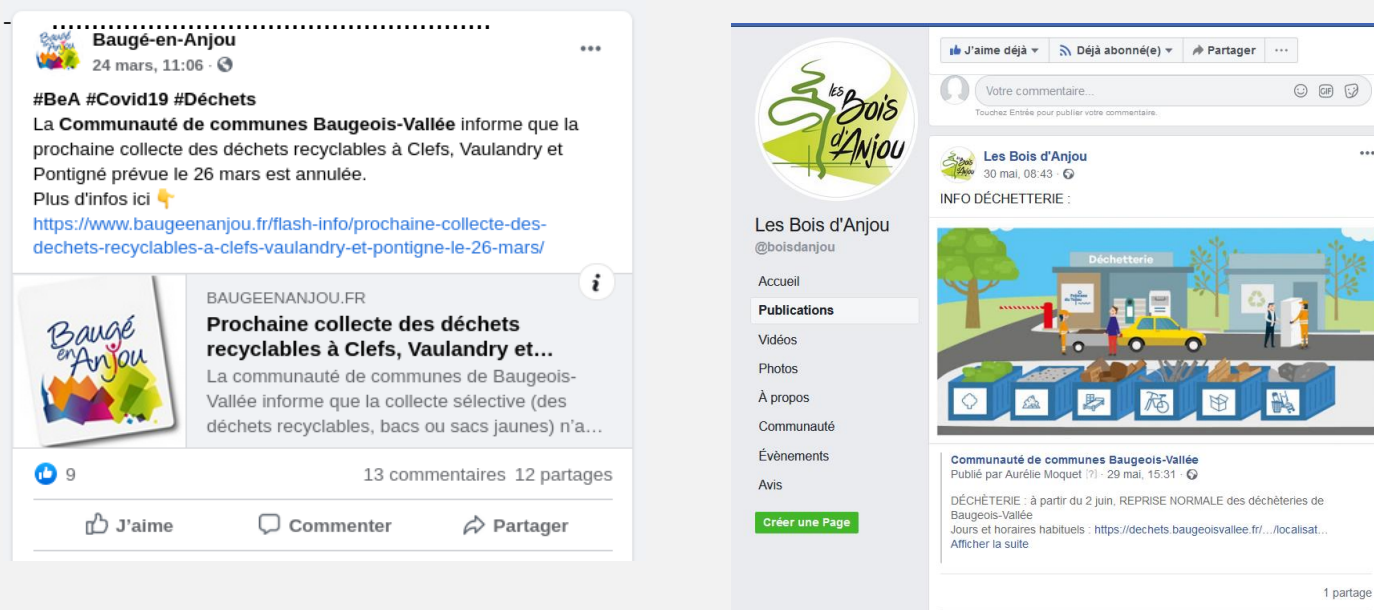 Baugé-en-Anjou
24 mars, 11:06 ·
#BeA #Covid19 #Déchets
La Communauté de communes Baugeois-Vallée informe que la
prochaine collecte des déchets recyclables à Clefs, Vaulandry et
Pontigné prévue le 26 mars est annulée.
Plus d'infos ici 👇
https://www.baugeenanjou.fr/flash-info/prochaine-collecte-des-
dechets-recyclables-a-clefs-vaulandry-et-pontigne-le-26-mars/
Baugé
en Anjou
BAUGEENANJOU.FR
Prochaine collecte des déchets
recyclables à Clefs, Vaulandry et…
La communauté de communes de Baugeois-
Vallée informe que la collecte sélective (des
déchets recyclables, bacs ou sacs jaunes) n'a…
9
13 commentaires 12 partages
J'aime Commenter Partager
les
Bois
d'Anjou
Les Bois d'Anjou
@boisdanjou
Accueil
Publications
Vidéos
Photos
À propos
Communauté
Évènements
Avis
Créer une Page
J'aime déjà Déjà abonné(e) Partager ···
Votre commentaire...
GIF
Touchez Entrée pour publier votre commentaire.
Les Bois d'Anjou
30 mai, 08:43 ·
INFO DÉCHETTERIE :
Déchetterie
Communauté de communes Baugeois-Vallée
Publié par Aurélie Moquet [?] · 29 mai, 15:31 ·
DÉCHÈTERIE : à partir du 2 juin, REPRISE NORMALE des déchèteries de
Baugeois-Vallée
Jours et horaires habituels : https://dechets.baugeoisvallee.fr/…/localisat…
Afficher la suite
1 partage